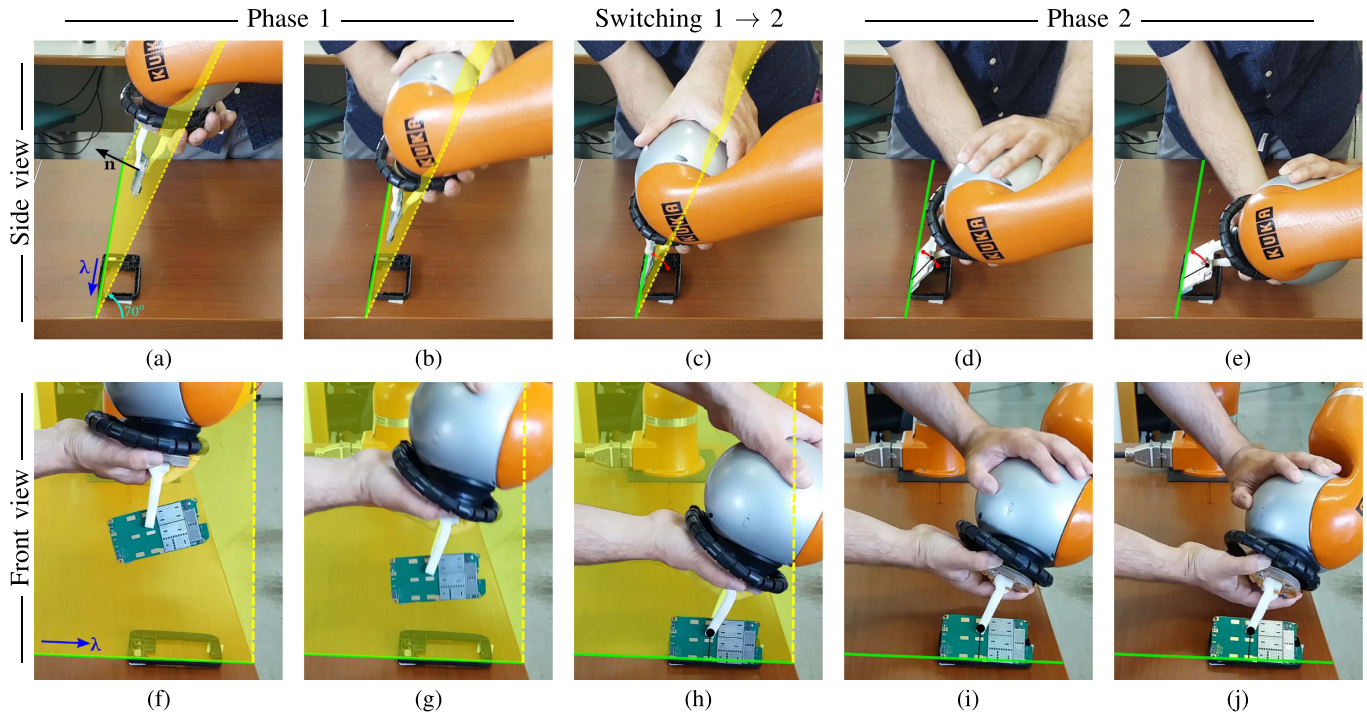 Phase 1
Switching 1 → 2
Phase 2
Side view
KUKA
n
λ
70°
KUKA
KUKA
KUKA
KUKA
(a)
(b)
(c)
(d)
(e)
Front view
λ
(f)
(g)
(h)
(i)
(j)